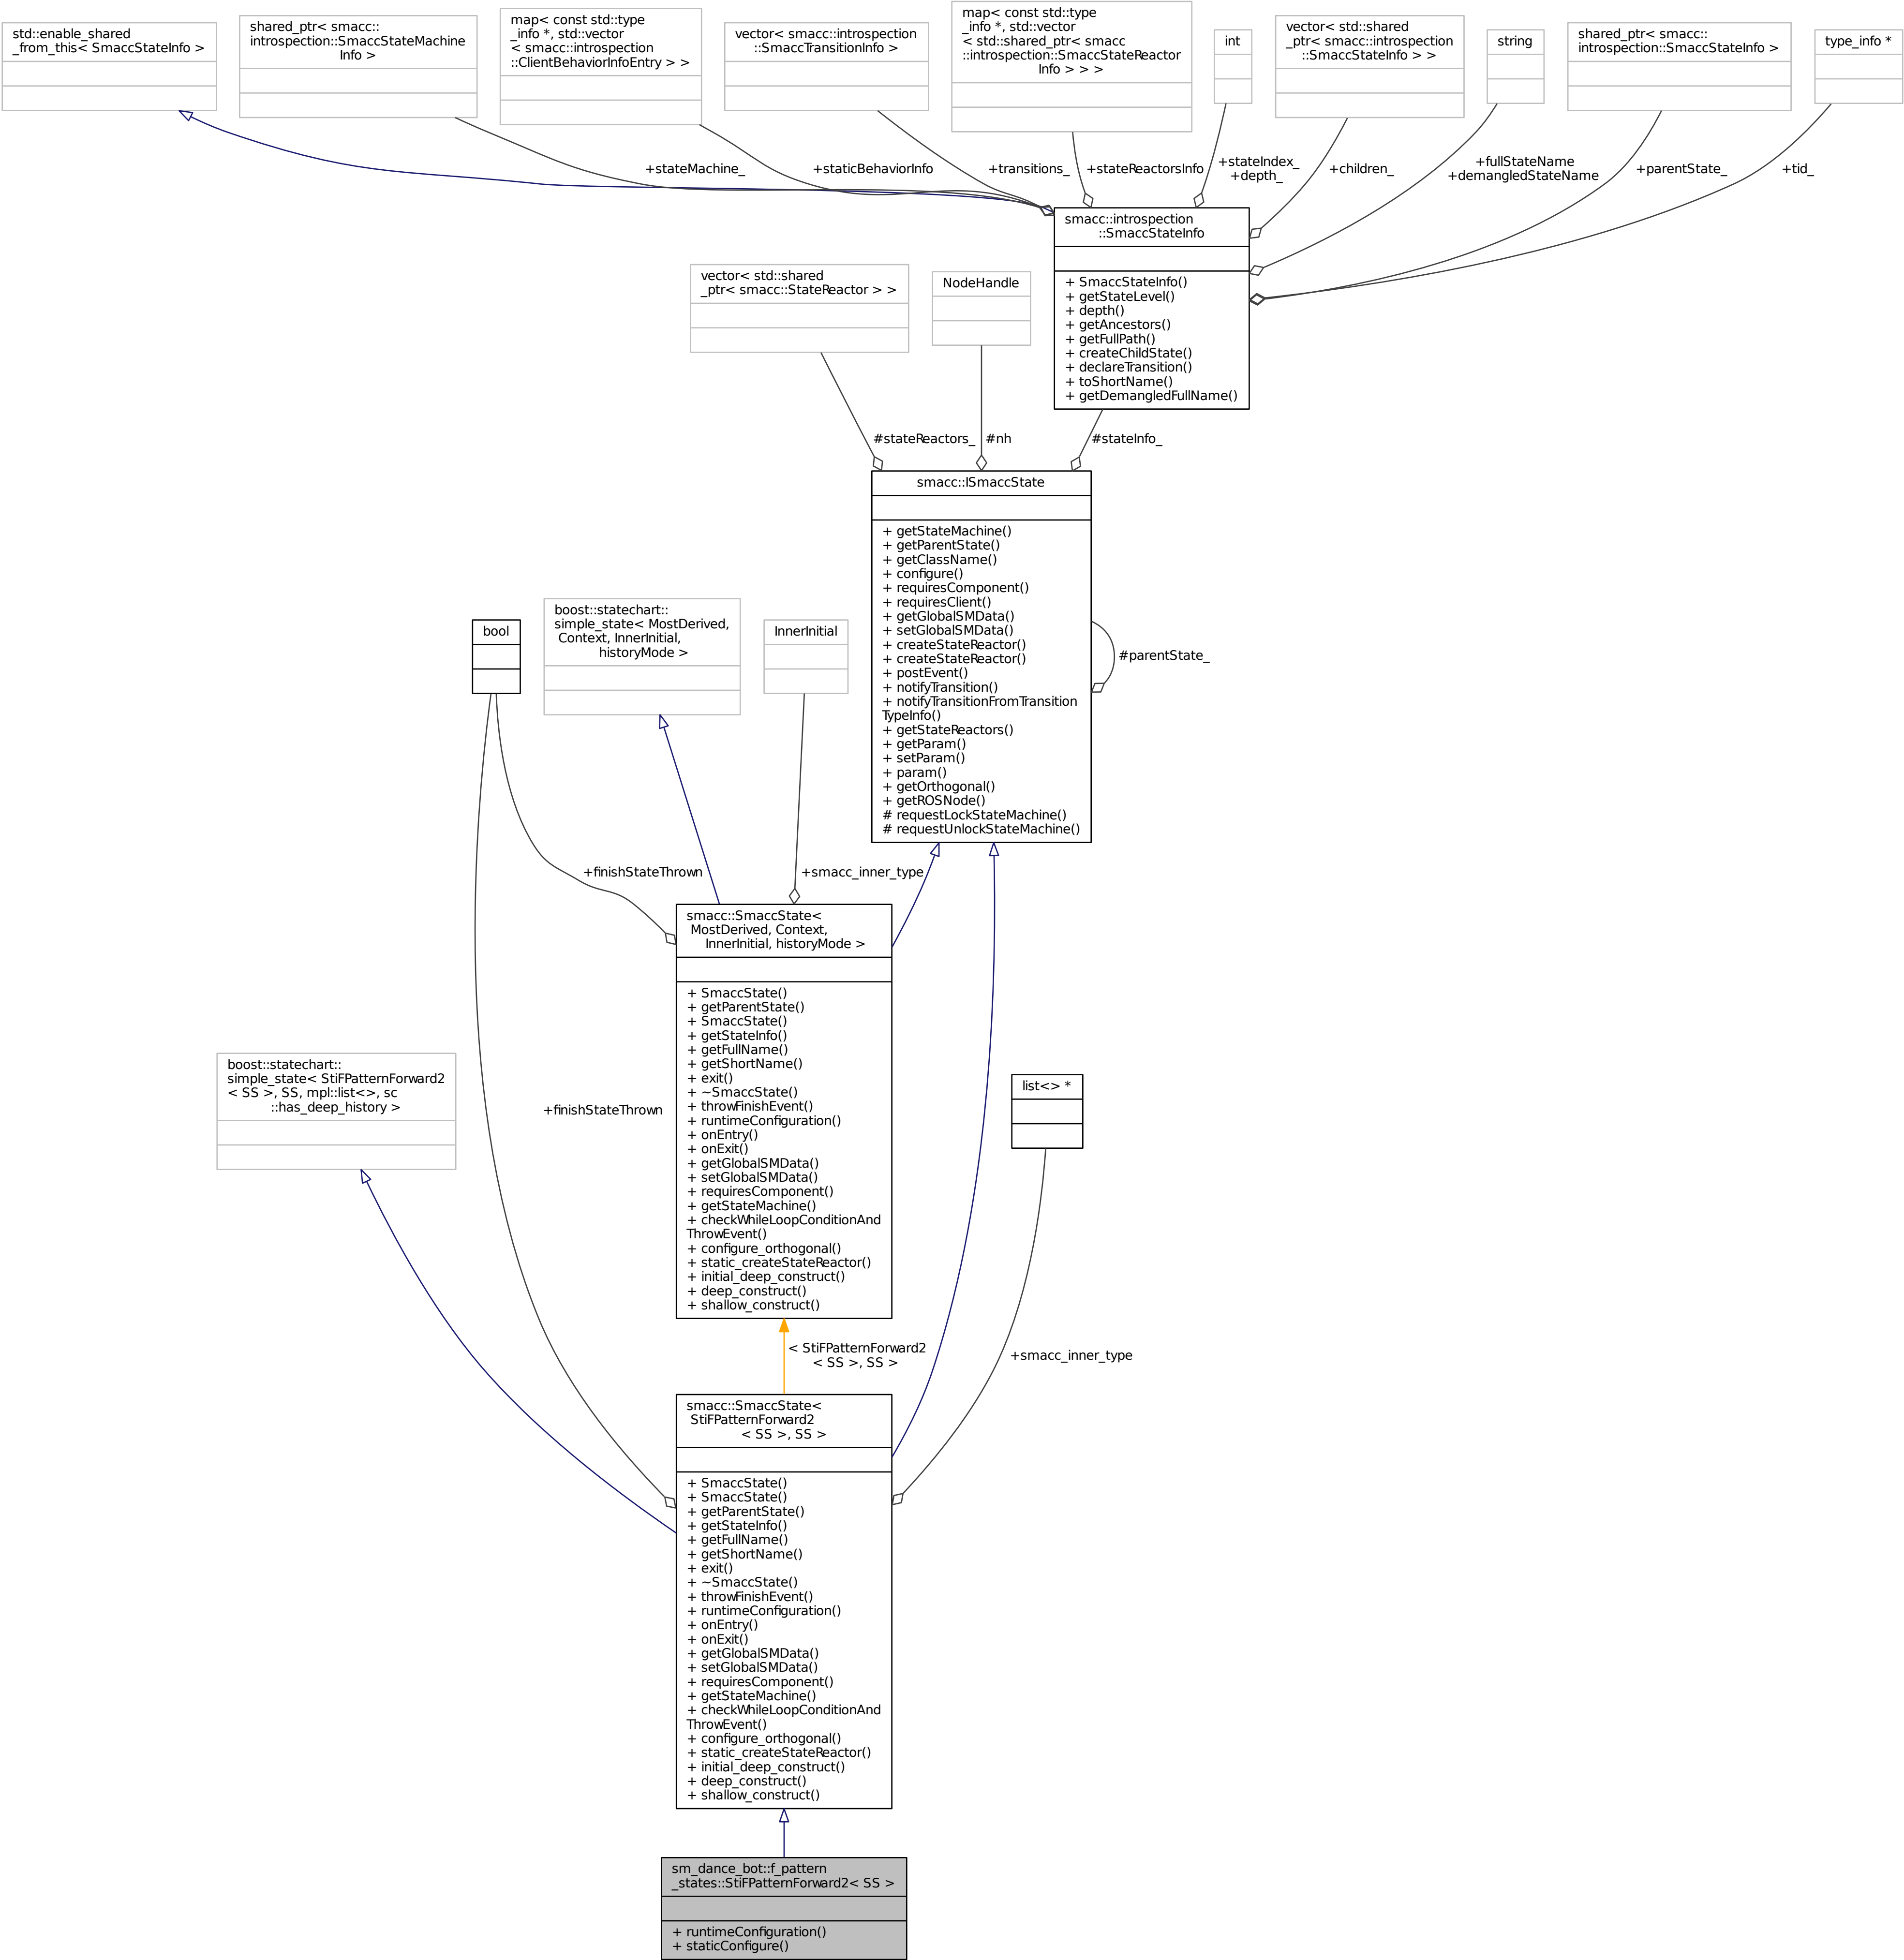 std::enable_shared
_from_this< SmaccStateInfo >
shared_ptr< smacc::
introspection::SmaccStateMachine
Info >
map< const std::type
_info *, std::vector
< smacc::introspection
::ClientBehaviorInfoEntry > >
vector< smacc::introspection
::SmaccTransitionInfo >
map< const std::type
_info *, std::vector
< std::shared_ptr< smacc
::introspection::SmaccStateReactor
Info > > >
int
vector< std::shared
_ptr< smacc::introspection
::SmaccStateInfo > >
string
shared_ptr< smacc::
introspection::SmaccStateInfo >
type_info *
+stateMachine_
+staticBehaviorInfo
+transitions_
+stateReactorsInfo
+stateIndex_
+depth_
+children_
+fullStateName
+demangledStateName
+parentState_
+tid_
smacc::introspection
::SmaccStateInfo
+ SmaccStateInfo()
+ getStateLevel()
+ depth()
+ getAncestors()
+ getFullPath()
+ createChildState()
+ declareTransition()
+ toShortName()
+ getDemangledFullName()
vector< std::shared
_ptr< smacc::StateReactor > >
NodeHandle
#stateReactors_
#nh
#stateInfo_
smacc::ISmaccState
+ getStateMachine()
+ getParentState()
+ getClassName()
+ configure()
+ requiresComponent()
+ requiresClient()
+ getGlobalSMData()
+ setGlobalSMData()
+ createStateReactor()
+ createStateReactor()
+ postEvent()
+ notifyTransition()
+ notifyTransitionFromTransition
TypeInfo()
+ getStateReactors()
+ getParam()
+ setParam()
+ param()
+ getOrthogonal()
+ getROSNode()
# requestLockStateMachine()
# requestUnlockStateMachine()
#parentState_
bool
boost::statechart::
simple_state< MostDerived,
Context, InnerInitial,
historyMode >
InnerInitial
+finishStateThrown
+smacc_inner_type
smacc::SmaccState<
MostDerived, Context,
InnerInitial, historyMode >
+ SmaccState()
+ getParentState()
+ SmaccState()
+ getStateInfo()
+ getFullName()
+ getShortName()
+ exit()
+ ~SmaccState()
+ throwFinishEvent()
+ runtimeConfiguration()
+ onEntry()
+ onExit()
+ getGlobalSMData()
+ setGlobalSMData()
+ requiresComponent()
+ getStateMachine()
+ checkWhileLoopConditionAnd
ThrowEvent()
+ configure_orthogonal()
+ static_createStateReactor()
+ initial_deep_construct()
+ deep_construct()
+ shallow_construct()
boost::statechart::
simple_state< StiFPatternForward2
< SS >, SS, mpl::list<>, sc
::has_deep_history >
+finishStateThrown
list<> *
< StiFPatternForward2
< SS >, SS >
+smacc_inner_type
smacc::SmaccState<
StiFPatternForward2
< SS >, SS >
+ SmaccState()
+ SmaccState()
+ getParentState()
+ getStateInfo()
+ getFullName()
+ getShortName()
+ exit()
+ ~SmaccState()
+ throwFinishEvent()
+ runtimeConfiguration()
+ onEntry()
+ onExit()
+ getGlobalSMData()
+ setGlobalSMData()
+ requiresComponent()
+ getStateMachine()
+ checkWhileLoopConditionAnd
ThrowEvent()
+ configure_orthogonal()
+ static_createStateReactor()
+ initial_deep_construct()
+ deep_construct()
+ shallow_construct()
sm_dance_bot::f_pattern
_states::StiFPatternForward2< SS >
+ runtimeConfiguration()
+ staticConfigure()